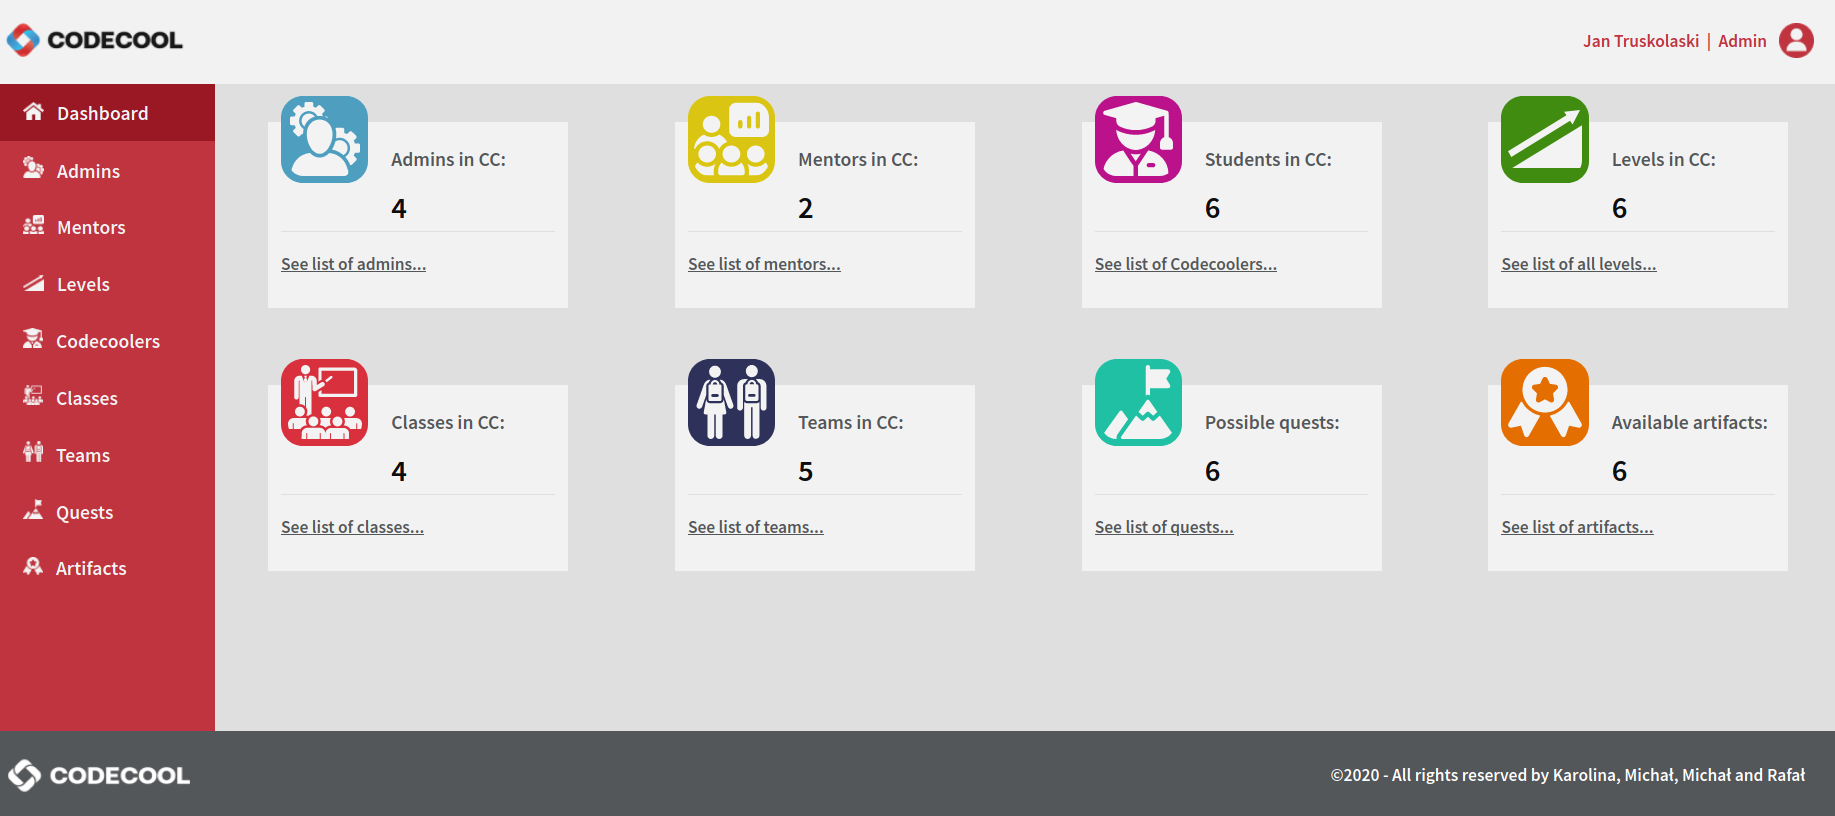 CODECOOL
Jan Truskolaski | Admin
Dashboard
Admins
Mentors
Levels
Codecoolers
Classes
Teams
Quests
Artifacts
Admins in CC:
4
See list of admins...
Mentors in CC:
2
See list of mentors...
Students in CC:
6
See list of Codecoolers...
Levels in CC:
6
See list of all levels...
Classes in CC:
4
See list of classes...
Teams in CC:
5
See list of teams...
Possible quests:
6
See list of quests...
Available artifacts:
6
See list of artifacts...
CODECOOL
©2020 - All rights reserved by Karolina, Michał, Michał and Rafał